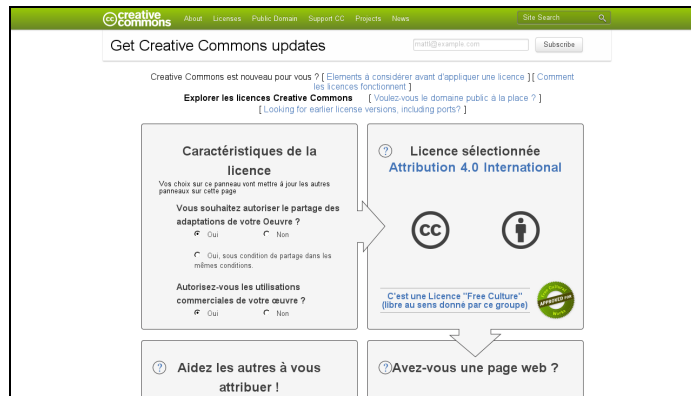 creative commons
About Licenses Public Domain Support CC Projects News
Site Search
Get Creative Commons updates
matt@example.com
Subscribe
Creative Commons est nouveau pour vous ? [ Elements à considérer avant d'appliquer une licence ] [ Comment
les licences fonctionnent ]
Explorer les licences Creative Commons [ Voulez-vous le domaine public à la place ? ]
[ Looking for earlier license versions, including ports? ]
Caractéristiques de la
licence
Vos choix sur ce panneau vont mettre à jour les autres
panneaux sur cette page
Vous souhaitez autoriser le partage des
adaptations de votre Oeuvre ?
Oui Non
Oui, sous condition de partage dans les
mêmes conditions.
Autorisez-vous les utilisations
commerciales de votre œuvre ?
Oui Non
? Licence sélectionnée
Attribution 4.0 International
cc
C'est une Licence "Free Culture"
(libre au sens donné par ce groupe)
APPROVED FOR
Works
? Aidez les autres à vous
attribuer !
? Avez-vous une page web ?